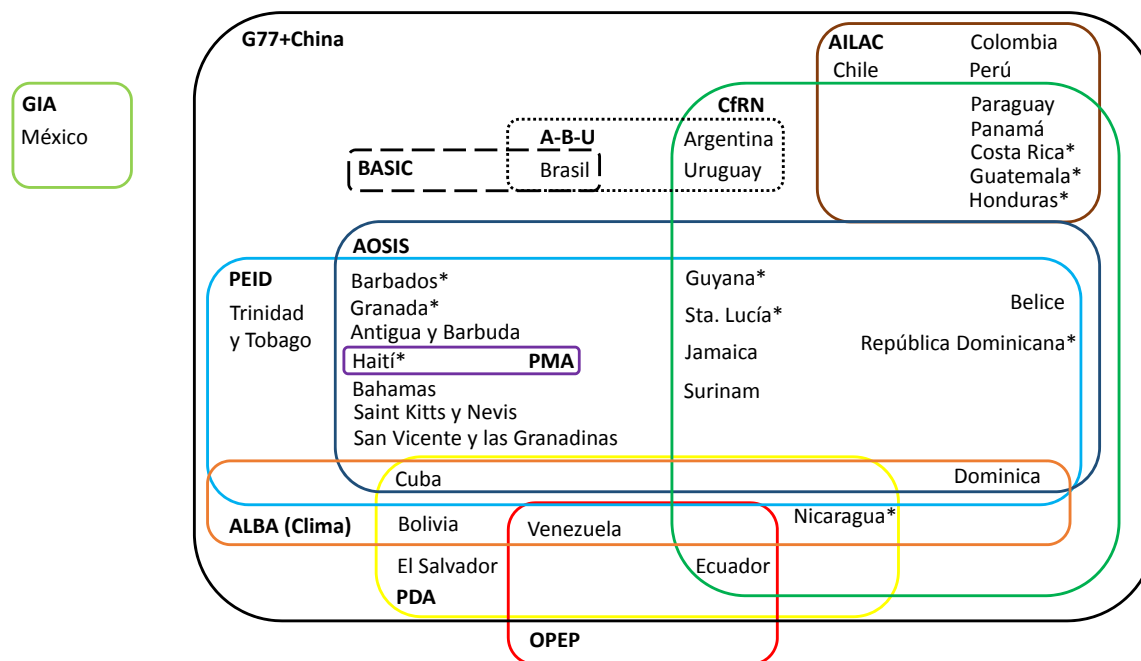 G77+China
AILAC
Colombia
Chile
Perú
GIA
México
CfRN
Paraguay
Panamá
Costa Rica*
Guatemala*
Honduras*
A-B-U
Argentina
BASIC
Brasil
Uruguay
AOSIS
PEID
Trinidad
y Tobago
Barbados*
Granada*
Antigua y Barbuda
Haití*
PMA
Bahamas
Saint Kitts y Nevis
San Vicente y las Granadinas
Guyana*
Sta. Lucía*
Jamaica
Surinam
Belice
República Dominicana*
Cuba
Dominica
ALBA (Clima)
Bolivia
Venezuela
Nicaragua*
El Salvador
Ecuador
PDA
OPEP